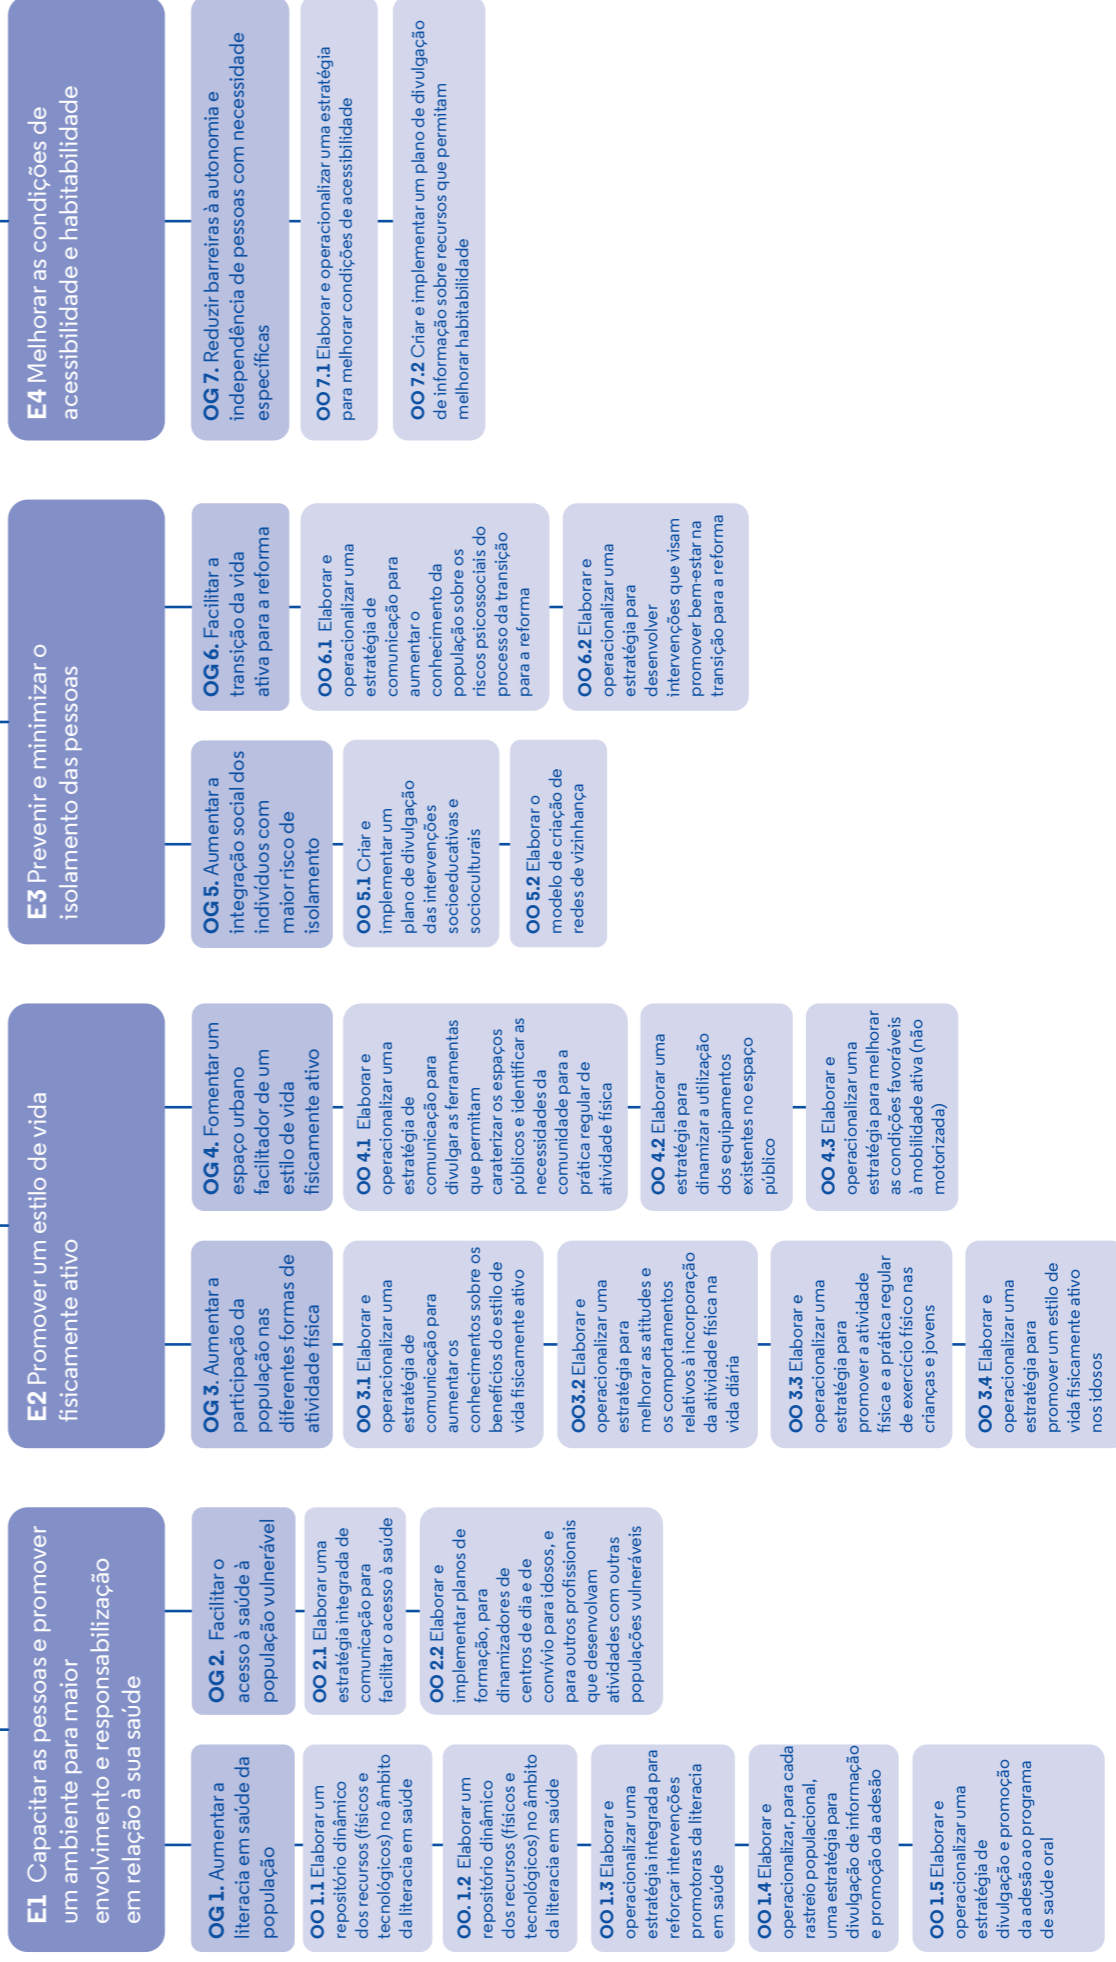 E1 Capacitar as pessoas e promover
um ambiente para maior
envolvimento e responsabilização
em relação à sua saúde
OG 1. Aumentar a
literacia em saúde da
população
OO 1.1 Elaborar um
repositório dinâmico
dos recursos (físicos e
tecnológicos) no âmbito
da literacia em saúde
OO. 1.2 Elaborar um
repositório dinâmico
dos recursos (físicos e
tecnológicos) no âmbito
da literacia em saúde
OO 1.3 Elaborar e
operacionalizar uma
estratégia integrada para
reforçar intervenções
promotoras da literacia
em saúde
OO 1.4 Elaborar e
operacionalizar, para cada
rastreio populacional,
uma estratégia para
divulgação de informação
e promoção da adesão
OO 1.5 Elaborar e
operacionalizar uma
estratégia de
divulgação e promoção
da adesão ao programa
de saúde oral
OG 2. Facilitar o
acesso à saúde à
população vulnerável
OO 2.1 Elaborar uma
estratégia integrada de
comunicação para
facilitar o acesso à saúde
OO 2.2 Elaborar e
implementar planos de
formação, para
dinamizadores de
centros de dia e de
convívio para idosos, e
para outros profissionais
que desenvolvam
atividades com outras
populações vulneráveis
E2 Promover um estilo de vida
fisicamente ativo
OG 3. Aumentar a
participação da
população nas
diferentes formas de
atividade física
OO 3.1 Elaborar e
operacionalizar uma
estratégia de
comunicação para
aumentar os
conhecimentos sobre os
benefícios do estilo de
vida fisicamente ativo
OO3.2 Elaborar e
operacionalizar uma
estratégia para
melhorar as atitudes e
os comportamentos
relativos à incorporação
da atividade física na
vida diária
OO 3.3 Elaborar e
operacionalizar uma
estratégia para
promover a atividade
física e a prática regular
de exercício físico nas
crianças e jovens
OO 3.4 Elaborar e
operacionalizar uma
estratégia para
promover um estilo de
vida fisicamente ativo
nos idosos
OG 4. Fomentar um
espaço urbano
facilitador de um
estilo de vida
fisicamente ativo
OO 4.1 Elaborar e
operacionalizar uma
estratégia de
comunicação para
divulgar as ferramentas
que permitam
caraterizar os espaços
públicos e identificar as
necessidades da
comunidade para a
prática regular de
atividade física
OO 4.2 Elaborar uma
estratégia para
dinamizar a utilização
dos equipamentos
existentes no espaço
público
OO 4.3 Elaborar e
operacionalizar uma
estratégia para melhorar
as condições favoráveis
à mobilidade ativa (não
motorizada)
E3 Prevenir e minimizar o
isolamento das pessoas
OG 5. Aumentar a
integração social dos
indivíduos com
maior risco de
isolamento
OO 5.1 Criar e
implementar um
plano de divulgação
das intervenções
socioeducativas e
socioculturais
OO 5.2 Elaborar o
modelo de criação de
redes de vizinhança
OG 6. Facilitar a
transição da vida
ativa para a reforma
OO 6.1 Elaborar e
operacionalizar uma
estratégia de
comunicação para
aumentar o
conhecimento da
população sobre os
riscos psicossociais do
processo da transição
para a reforma
OO 6.2 Elaborar e
operacionalizar uma
estratégia para
desenvolver
intervenções que visam
promover bem-estar na
transição para a reforma
E4 Melhorar as condições de
acessibilidade e habitabilidade
OG 7. Reduzir barreiras à autonomia e
independência de pessoas com necessidade
específicas
OO 7.1 Elaborar e operacionalizar uma estratégia
para melhorar condições de acessibilidade
OO 7.2 Criar e implementar um plano de divulgação
de informação sobre recursos que permitam
melhorar habitabilidade